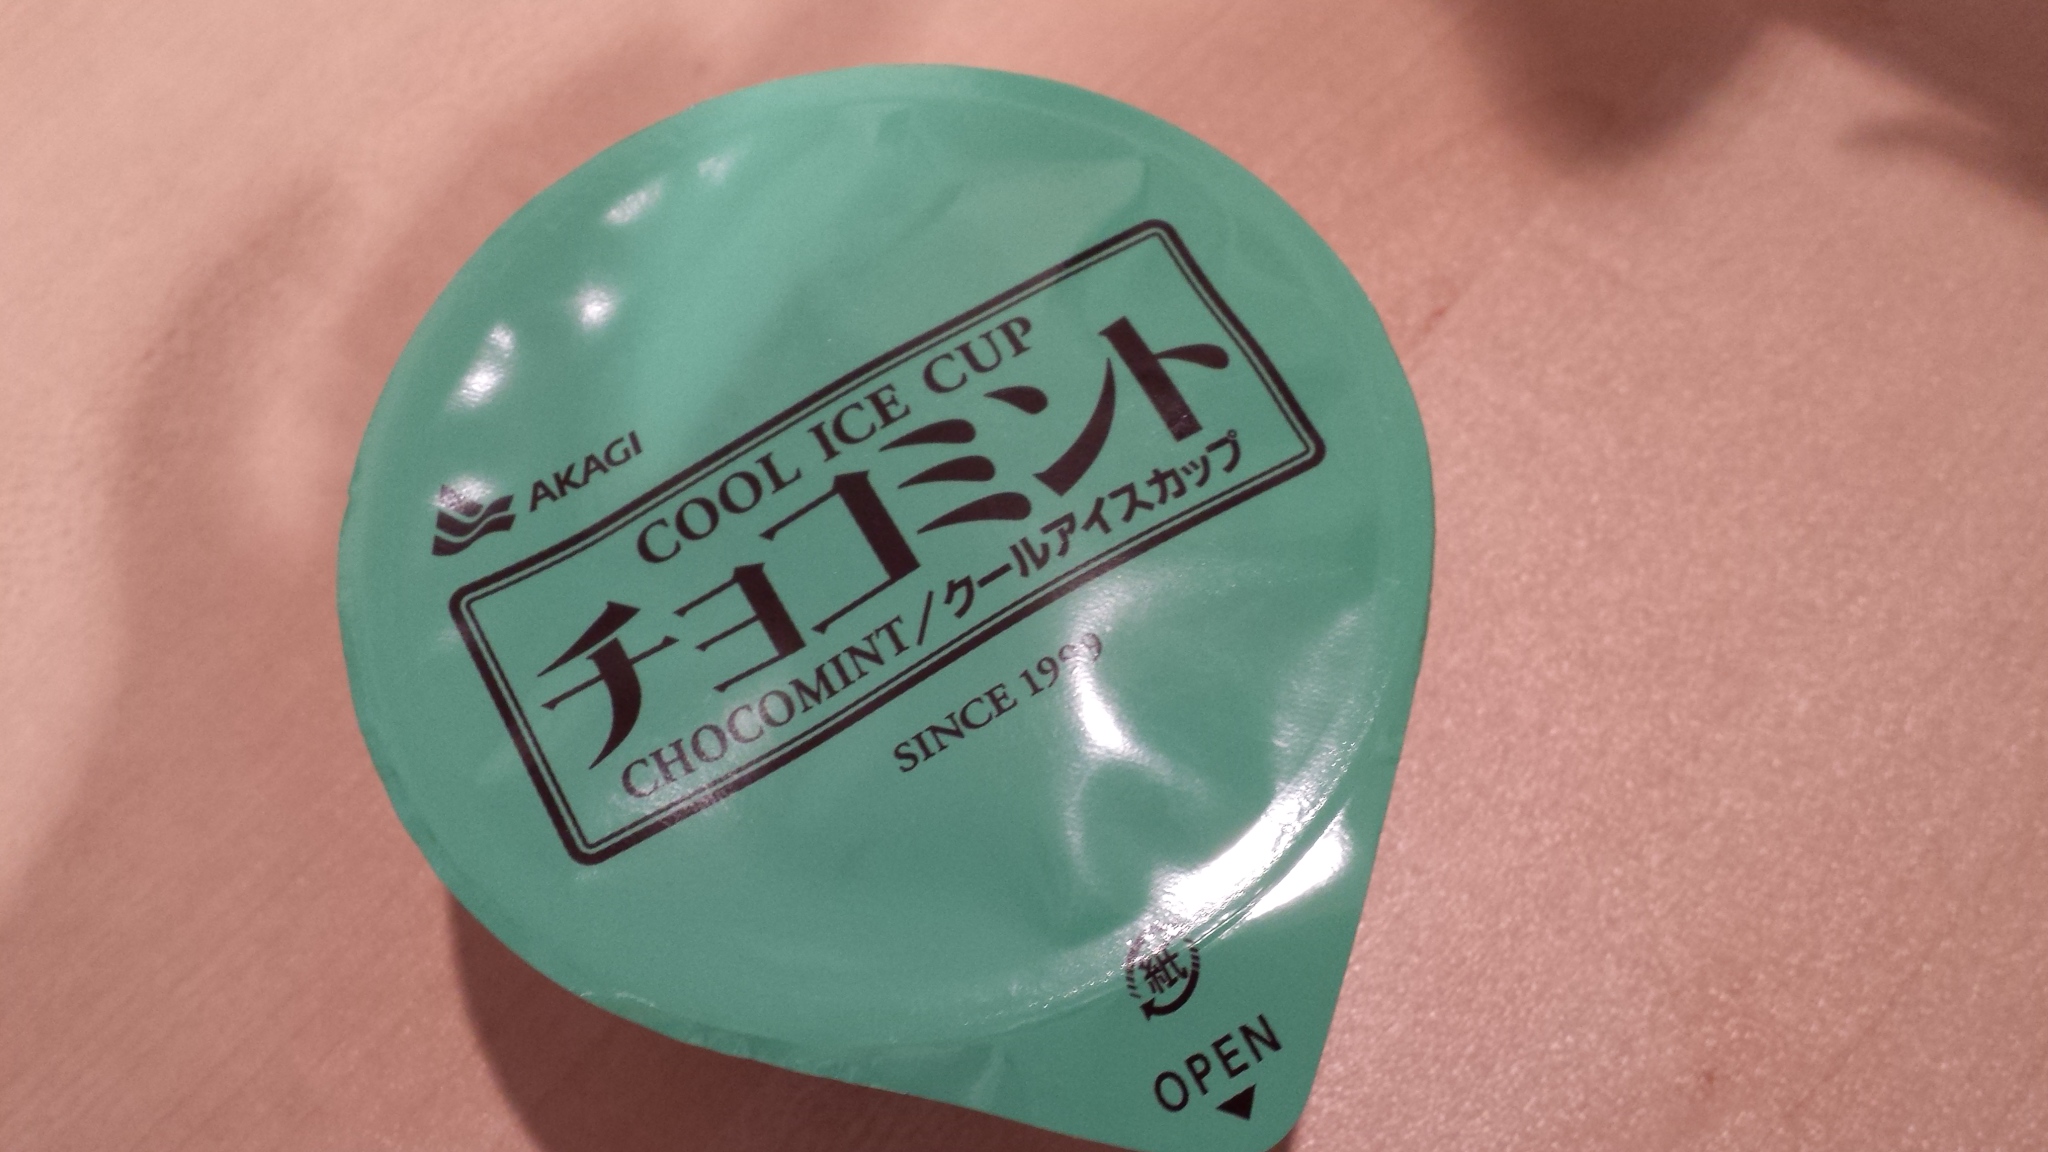 AKAGI
COOL ICE CUP
チョコミント
CHOCOMINT/クールアイスカップ
SINCE 1999
紙
OPEN